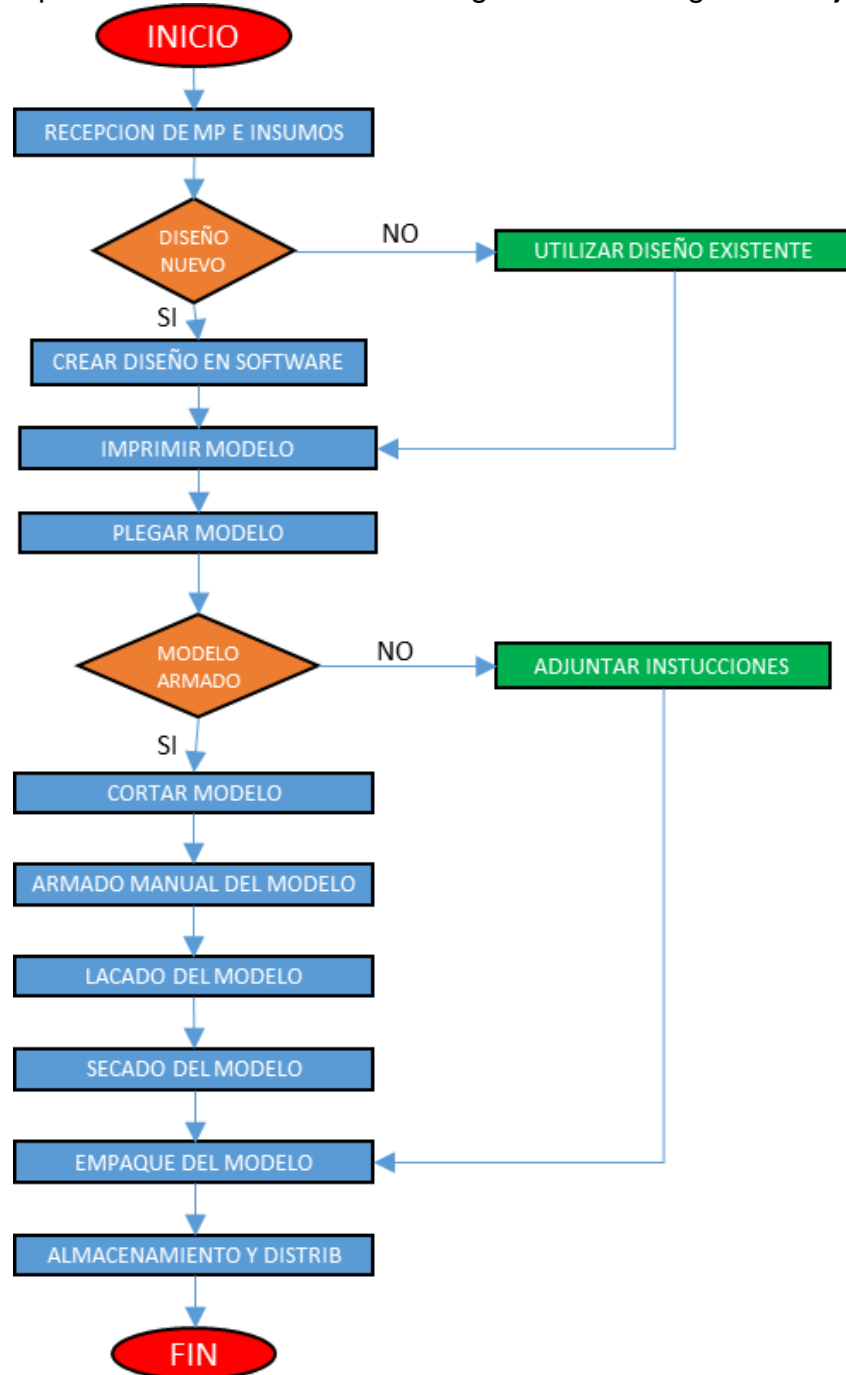 INICIO
RECEPCION DE MP E INSUMOS
DISEÑO
NUEVO
NO
UTILIZAR DISEÑO EXISTENTE
SI
CREAR DISEÑO EN SOFTWARE
IMPRIMIR MODELO
PLEGAR MODELO
MODELO
ARMADO
NO
ADJUNTAR INSTUCCIONES
SI
CORTAR MODELO
ARMADO MANUAL DEL MODELO
LACADO DEL MODELO
SECADO DEL MODELO
EMPAQUE DEL MODELO
ALMACENAMIENTO Y DISTRIB
FIN